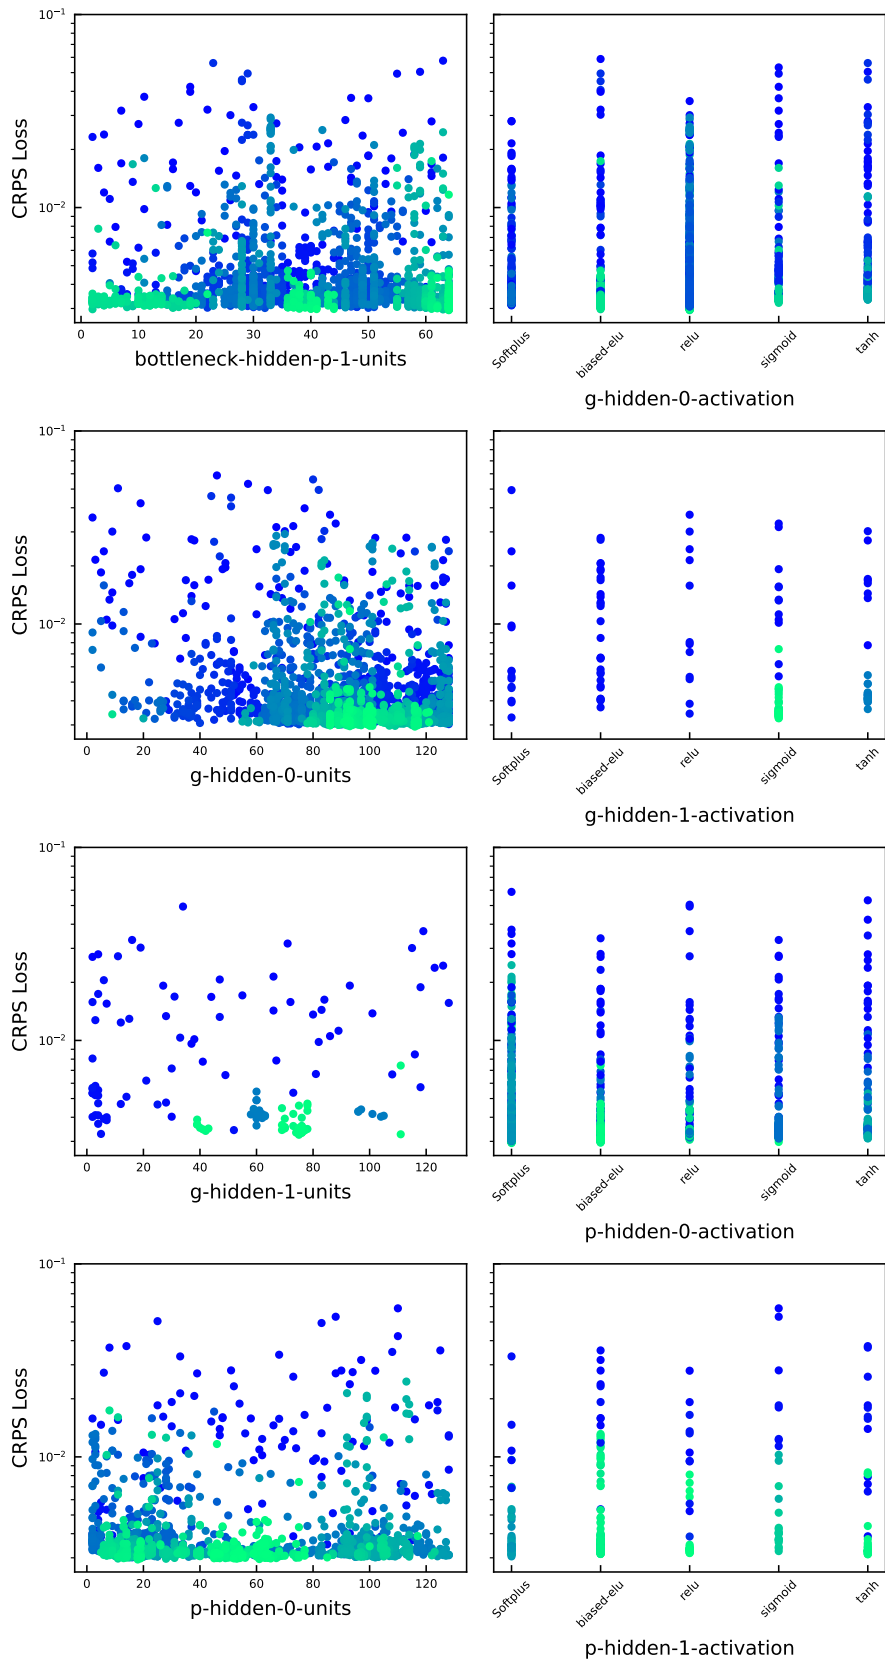 10⁻¹
10⁻²
CRPS Loss
0 10 20 30 40 50 60
bottleneck-hidden-p-1-units
Softplus biased-elu relu sigmoid tanh
g-hidden-0-activation
10⁻¹
10⁻²
CRPS Loss
0 20 40 60 80 100 120
g-hidden-0-units
Softplus biased-elu relu sigmoid tanh
g-hidden-1-activation
10⁻¹
10⁻²
CRPS Loss
0 20 40 60 80 100 120
g-hidden-1-units
Softplus biased-elu relu sigmoid tanh
p-hidden-0-activation
10⁻¹
10⁻²
CRPS Loss
0 20 40 60 80 100 120
p-hidden-0-units
Softplus biased-elu relu sigmoid tanh
p-hidden-1-activation